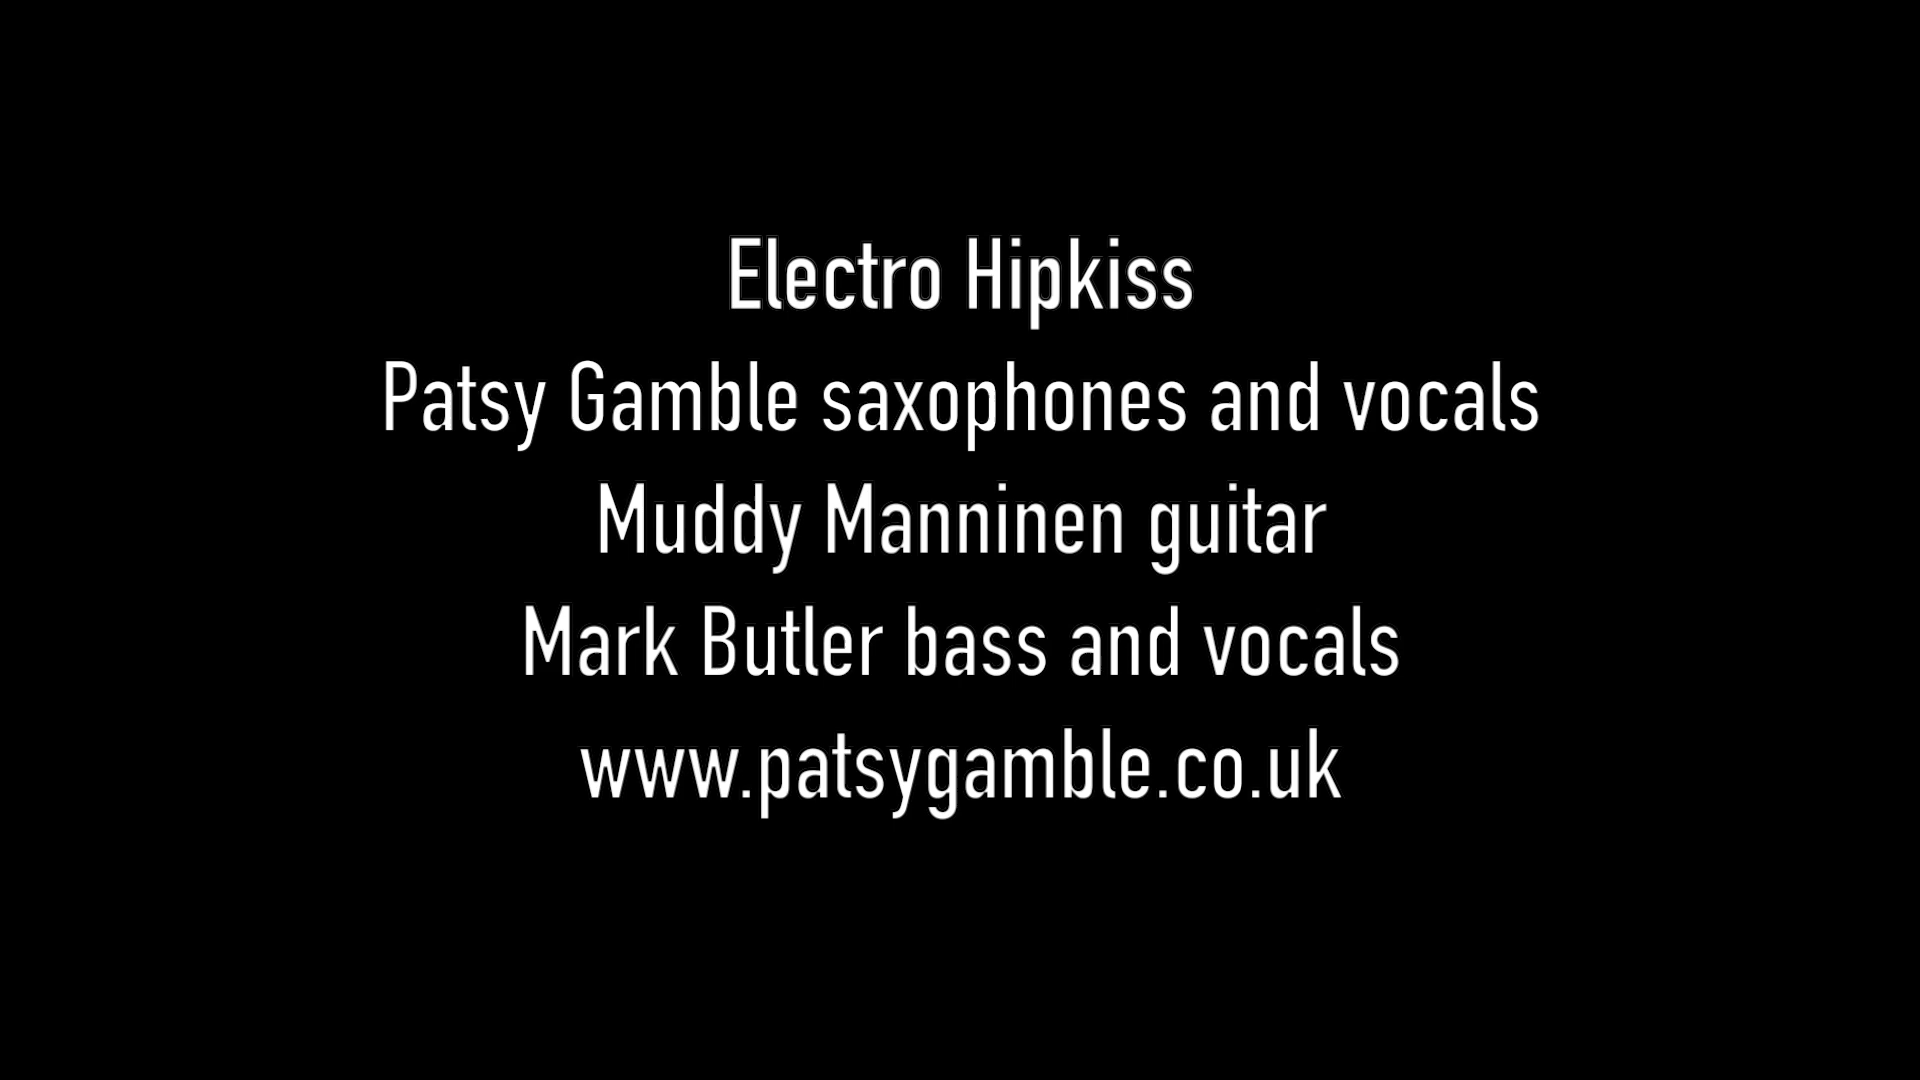 Electro Hipkiss
Patsy Gamble saxophones and vocals
Muddy Manninen guitar
Mark Butler bass and vocals
www.patsygamble.co.uk